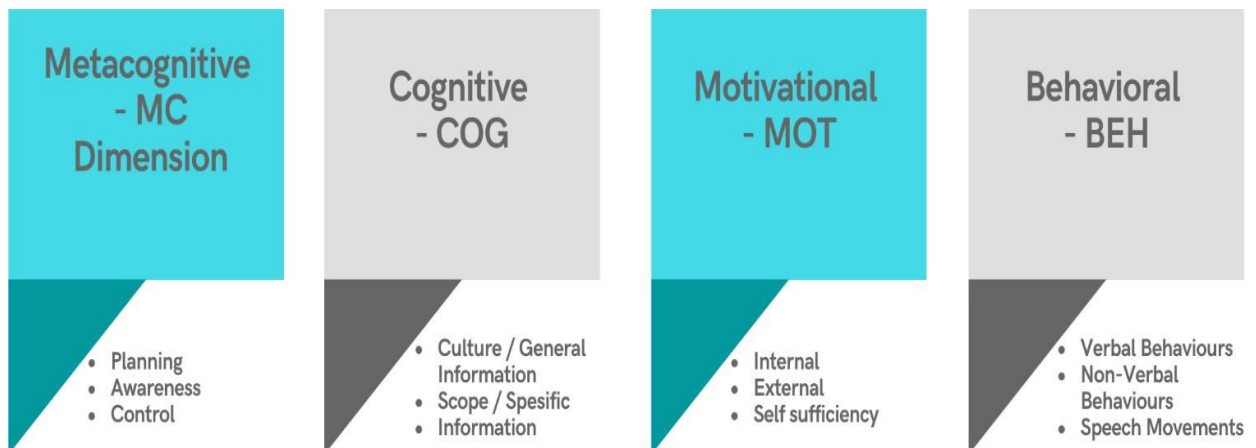 Metacognitive
- MC
Dimension
• Planning
• Awareness
• Control
Cognitive
- COG
• Culture / General
Information
• Scope / Spesific
• Information
Motivational
- MOT
• Internal
• External
• Self sufficiency
Behavioral
- BEH
• Verbal Behaviours
• Non-Verbal
Behaviours
• Speech Movements